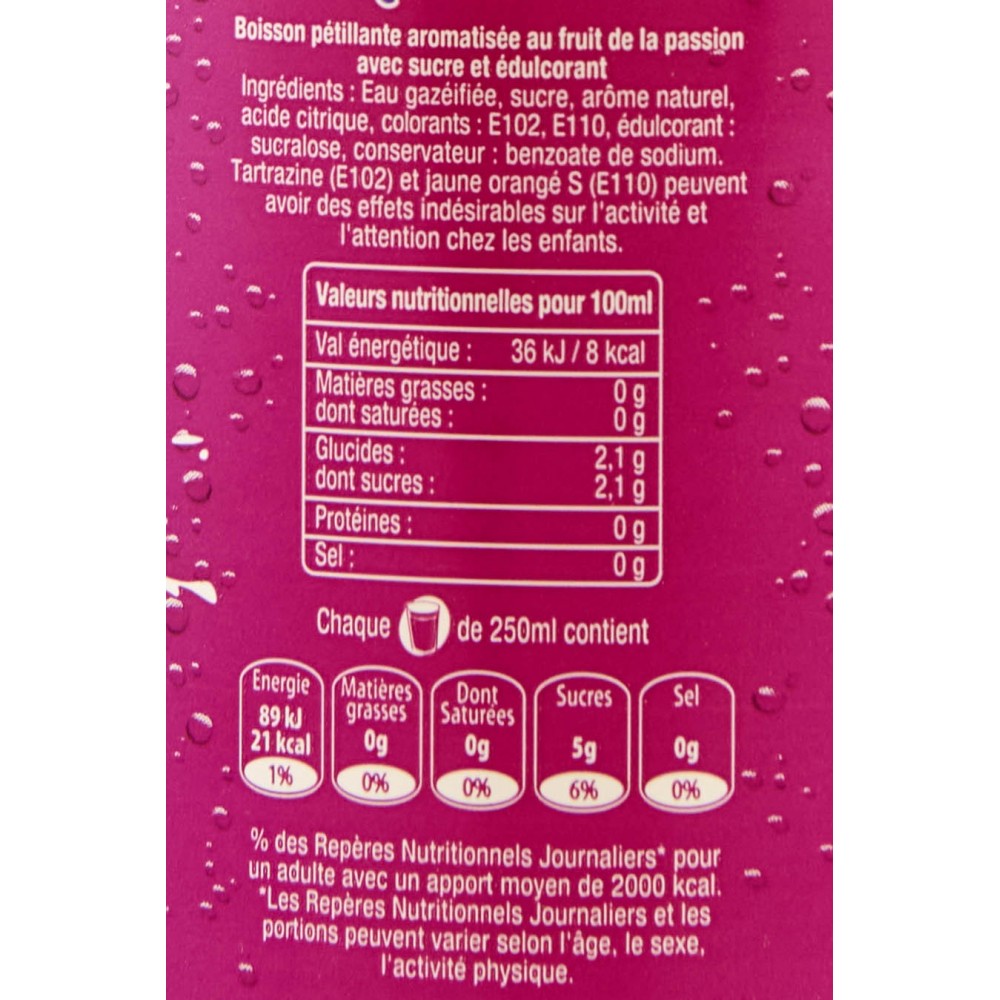 Boisson pétillante aromatisée au fruit de la passion
avec sucre et édulcorant
Ingrédients : Eau gazéifiée, sucre, arôme naturel,
acide citrique, colorants : E102, E110, édulcorant :
sucralose, conservateur : benzoate de sodium.
Tartrazine (E102) et jaune orangé S (E110) peuvent
avoir des effets indésirables sur l'activité et
l'attention chez les enfants.
Valeurs nutritionnelles pour 100ml
Val énergétique : 36 kJ / 8 kcal
Matières grasses : 0 g
dont saturées : 0 g
Glucides : 2,1 g
dont sucres : 2,1 g
Protéines : 0 g
Sel : 0 g
Chaque de 250ml contient
Energie 89 kJ 21 kcal 1%
Matières grasses 0g 0%
Dont Saturées 0g 0%
Sucres 5g 6%
Sel 0g 0%
% des Repères Nutritionnels Journaliers* pour
un adulte avec un apport moyen de 2000 kcal.
*Les Repères Nutritionnels Journaliers et les
portions peuvent varier selon l'âge, le sexe,
l'activité physique.